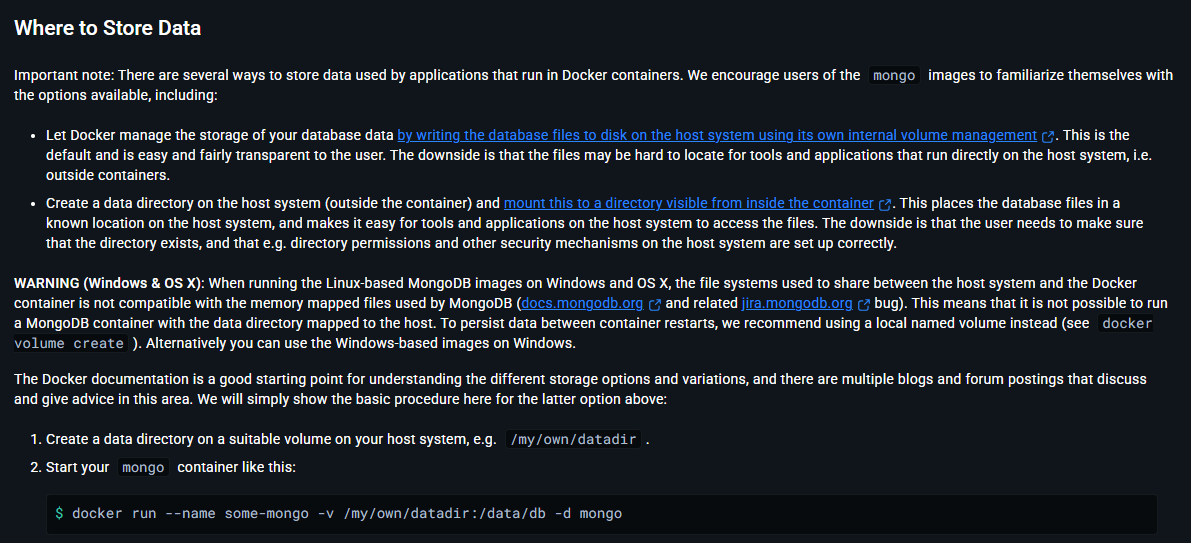 Where to Store Data
Important note: There are several ways to store data used by applications that run in Docker containers. We encourage users of the mongo images to familiarize themselves with
the options available, including:
• Let Docker manage the storage of your database data by writing the database files to disk on the host system using its own internal volume management. This is the
default and is easy and fairly transparent to the user. The downside is that the files may be hard to locate for tools and applications that run directly on the host system, i.e.
outside containers.
• Create a data directory on the host system (outside the container) and mount this to a directory visible from inside the container. This places the database files in a
known location on the host system, and makes it easy for tools and applications on the host system to access the files. The downside is that the user needs to make sure
that the directory exists, and that e.g. directory permissions and other security mechanisms on the host system are set up correctly.
WARNING (Windows & OS X): When running the Linux-based MongoDB images on Windows and OS X, the file systems used to share between the host system and the Docker
container is not compatible with the memory mapped files used by MongoDB (docs.mongodb.org and related jira.mongodb.org bug). This means that it is not possible to run
a MongoDB container with the data directory mapped to the host. To persist data between container restarts, we recommend using a local named volume instead (see docker
volume create ). Alternatively you can use the Windows-based images on Windows.
The Docker documentation is a good starting point for understanding the different storage options and variations, and there are multiple blogs and forum postings that discuss
and give advice in this area. We will simply show the basic procedure here for the latter option above:
1. Create a data directory on a suitable volume on your host system, e.g. /my/own/datadir .
2. Start your mongo container like this:
$ docker run --name some-mongo -v /my/own/datadir:/data/db -d mongo